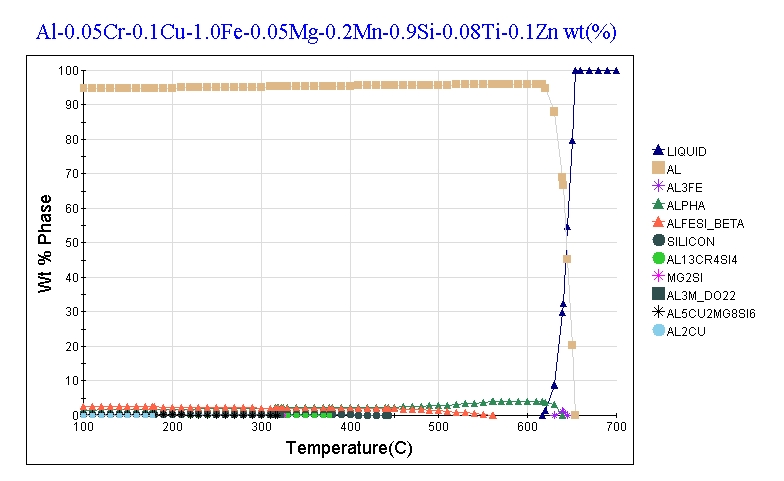 Al-0.05Cr-0.1Cu-1.0Fe-0.05Mg-0.2Mn-0.9Si-0.08Ti-0.1Zn wt(%)
100
90
80
70
60
50
40
30
20
10
0
Wt % Phase
100 200 300 400 500 600 700
Temperature(C)
LIQUID
AL
AL3FE
ALPHA
ALFESI_BETA
SILICON
AL13CR4SI4
MG2SI
AL3M_DO22
AL5CU2MG8SI6
AL2CU